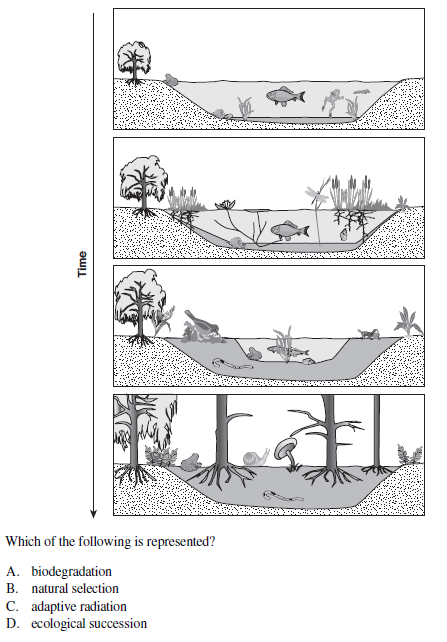 Time
Which of the following is represented?
A. biodegradation
B. natural selection
C. adaptive radiation
D. ecological succession